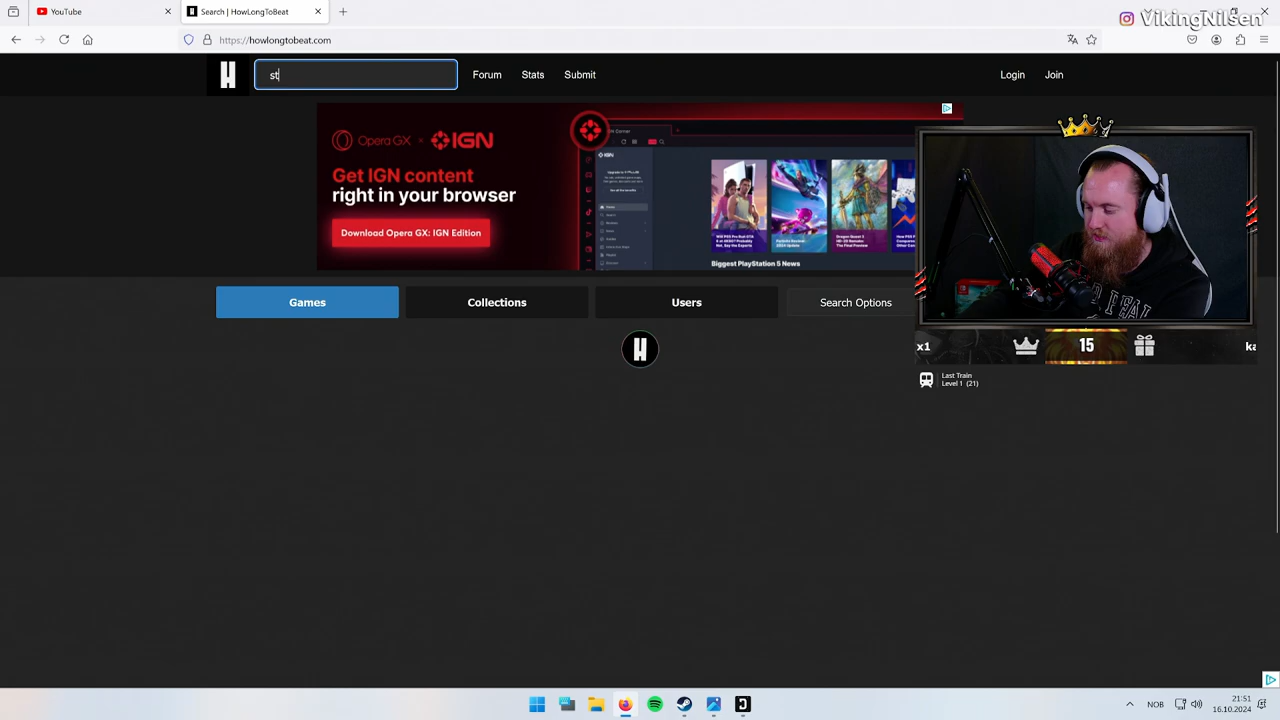 YouTube
Search | HowLongToBeat
VikingNilsen
https://howlongtobeat.com
st
Forum
Stats
Submit
Login
Join
Opera GX x IGN
Get IGN content
right in your browser
Download Opera GX: IGN Edition
Biggest PlayStation 5 News
Games
Collections
Users
Search Options
x1
15
ka
Last Train
Level 1 (21)
NOB
21:51
16.10.2024